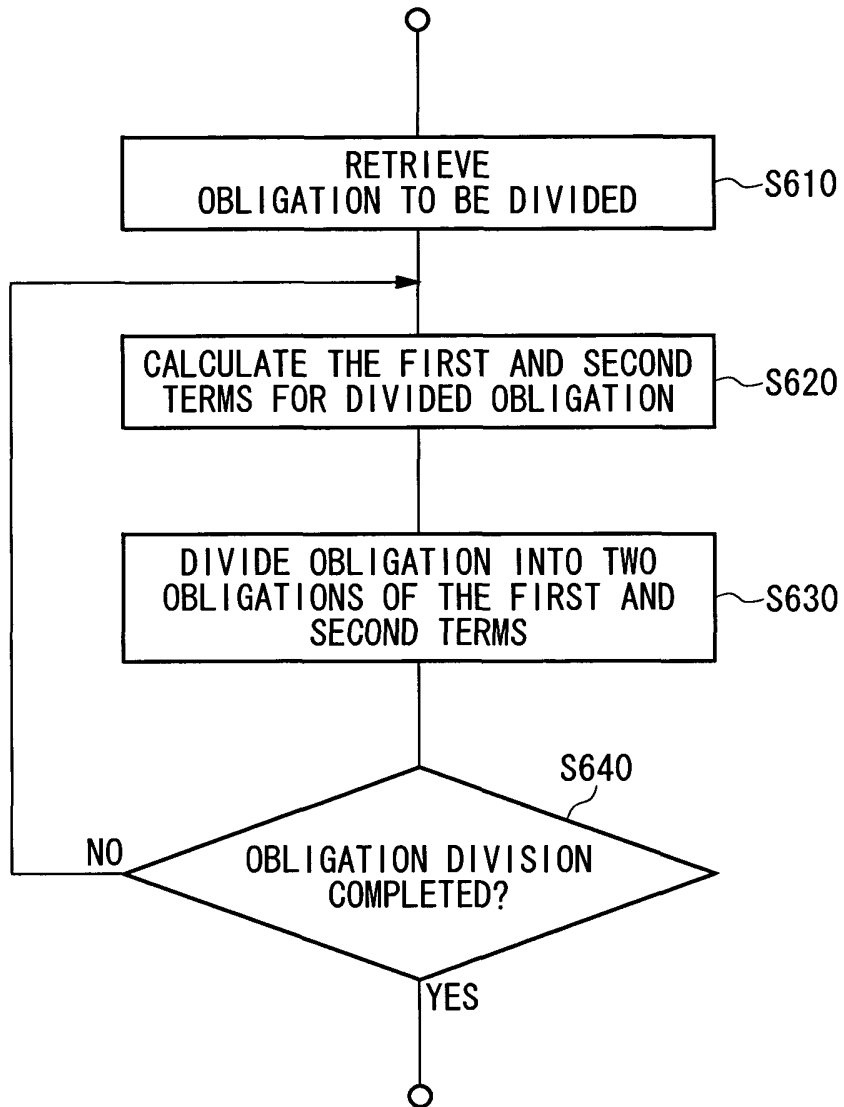 RETRIEVE
OBLIGATION TO BE DIVIDED
S610
CALCULATE THE FIRST AND SECOND
TERMS FOR DIVIDED OBLIGATION
S620
DIVIDE OBLIGATION INTO TWO
OBLIGATIONS OF THE FIRST AND
SECOND TERMS
S630
S640
NO
OBLIGATION DIVISION
COMPLETED?
YES